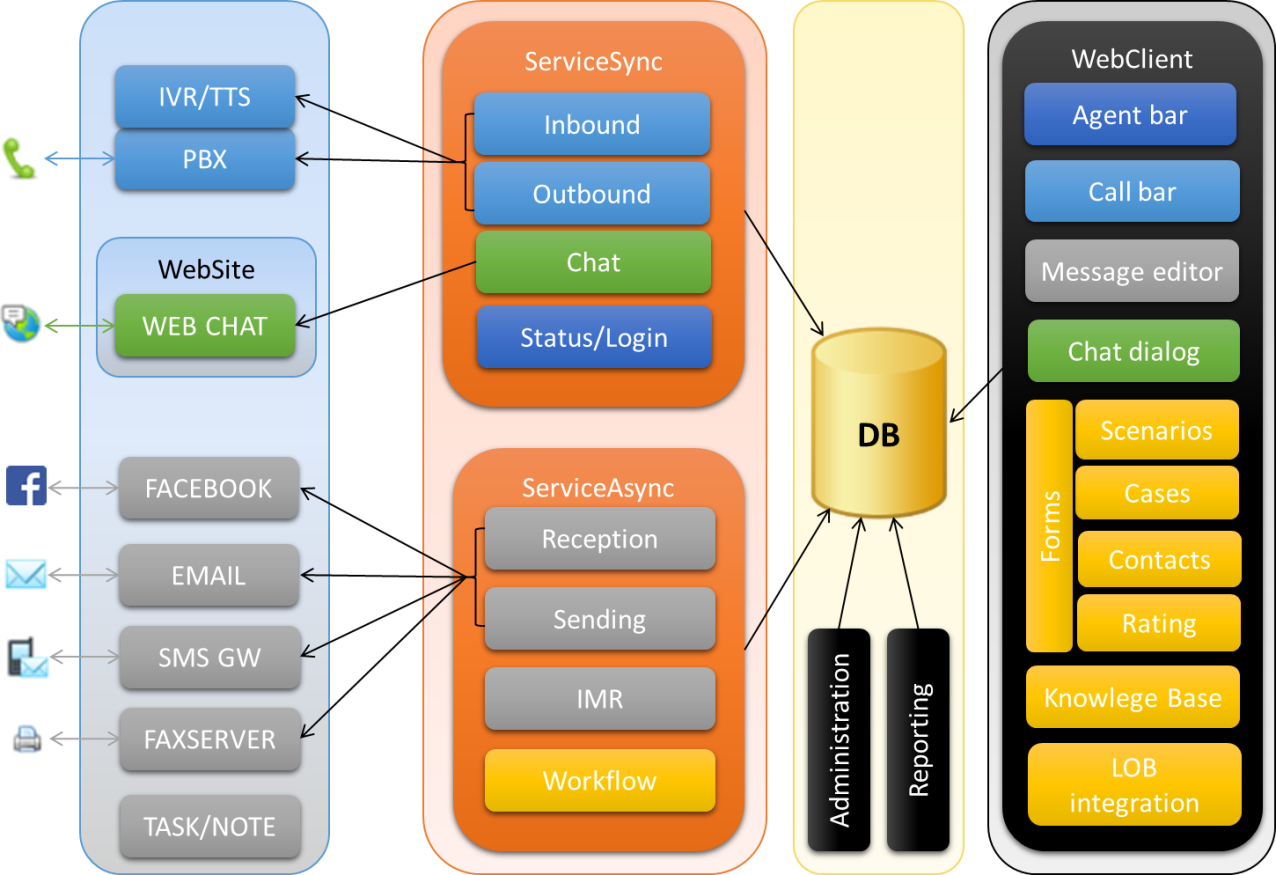 IVR/TTS
PBX
WebSite
WEB CHAT
FACEBOOK
EMAIL
SMS GW
FAXSERVER
TASK/NOTE
ServiceSync
Inbound
Outbound
Chat
Status/Login
ServiceAsync
Reception
Sending
IMR
Workflow
DB
Administration
Reporting
WebClient
Agent bar
Call bar
Message editor
Chat dialog
Forms
Scenarios
Cases
Contacts
Rating
Knowlege Base
LOB
integration